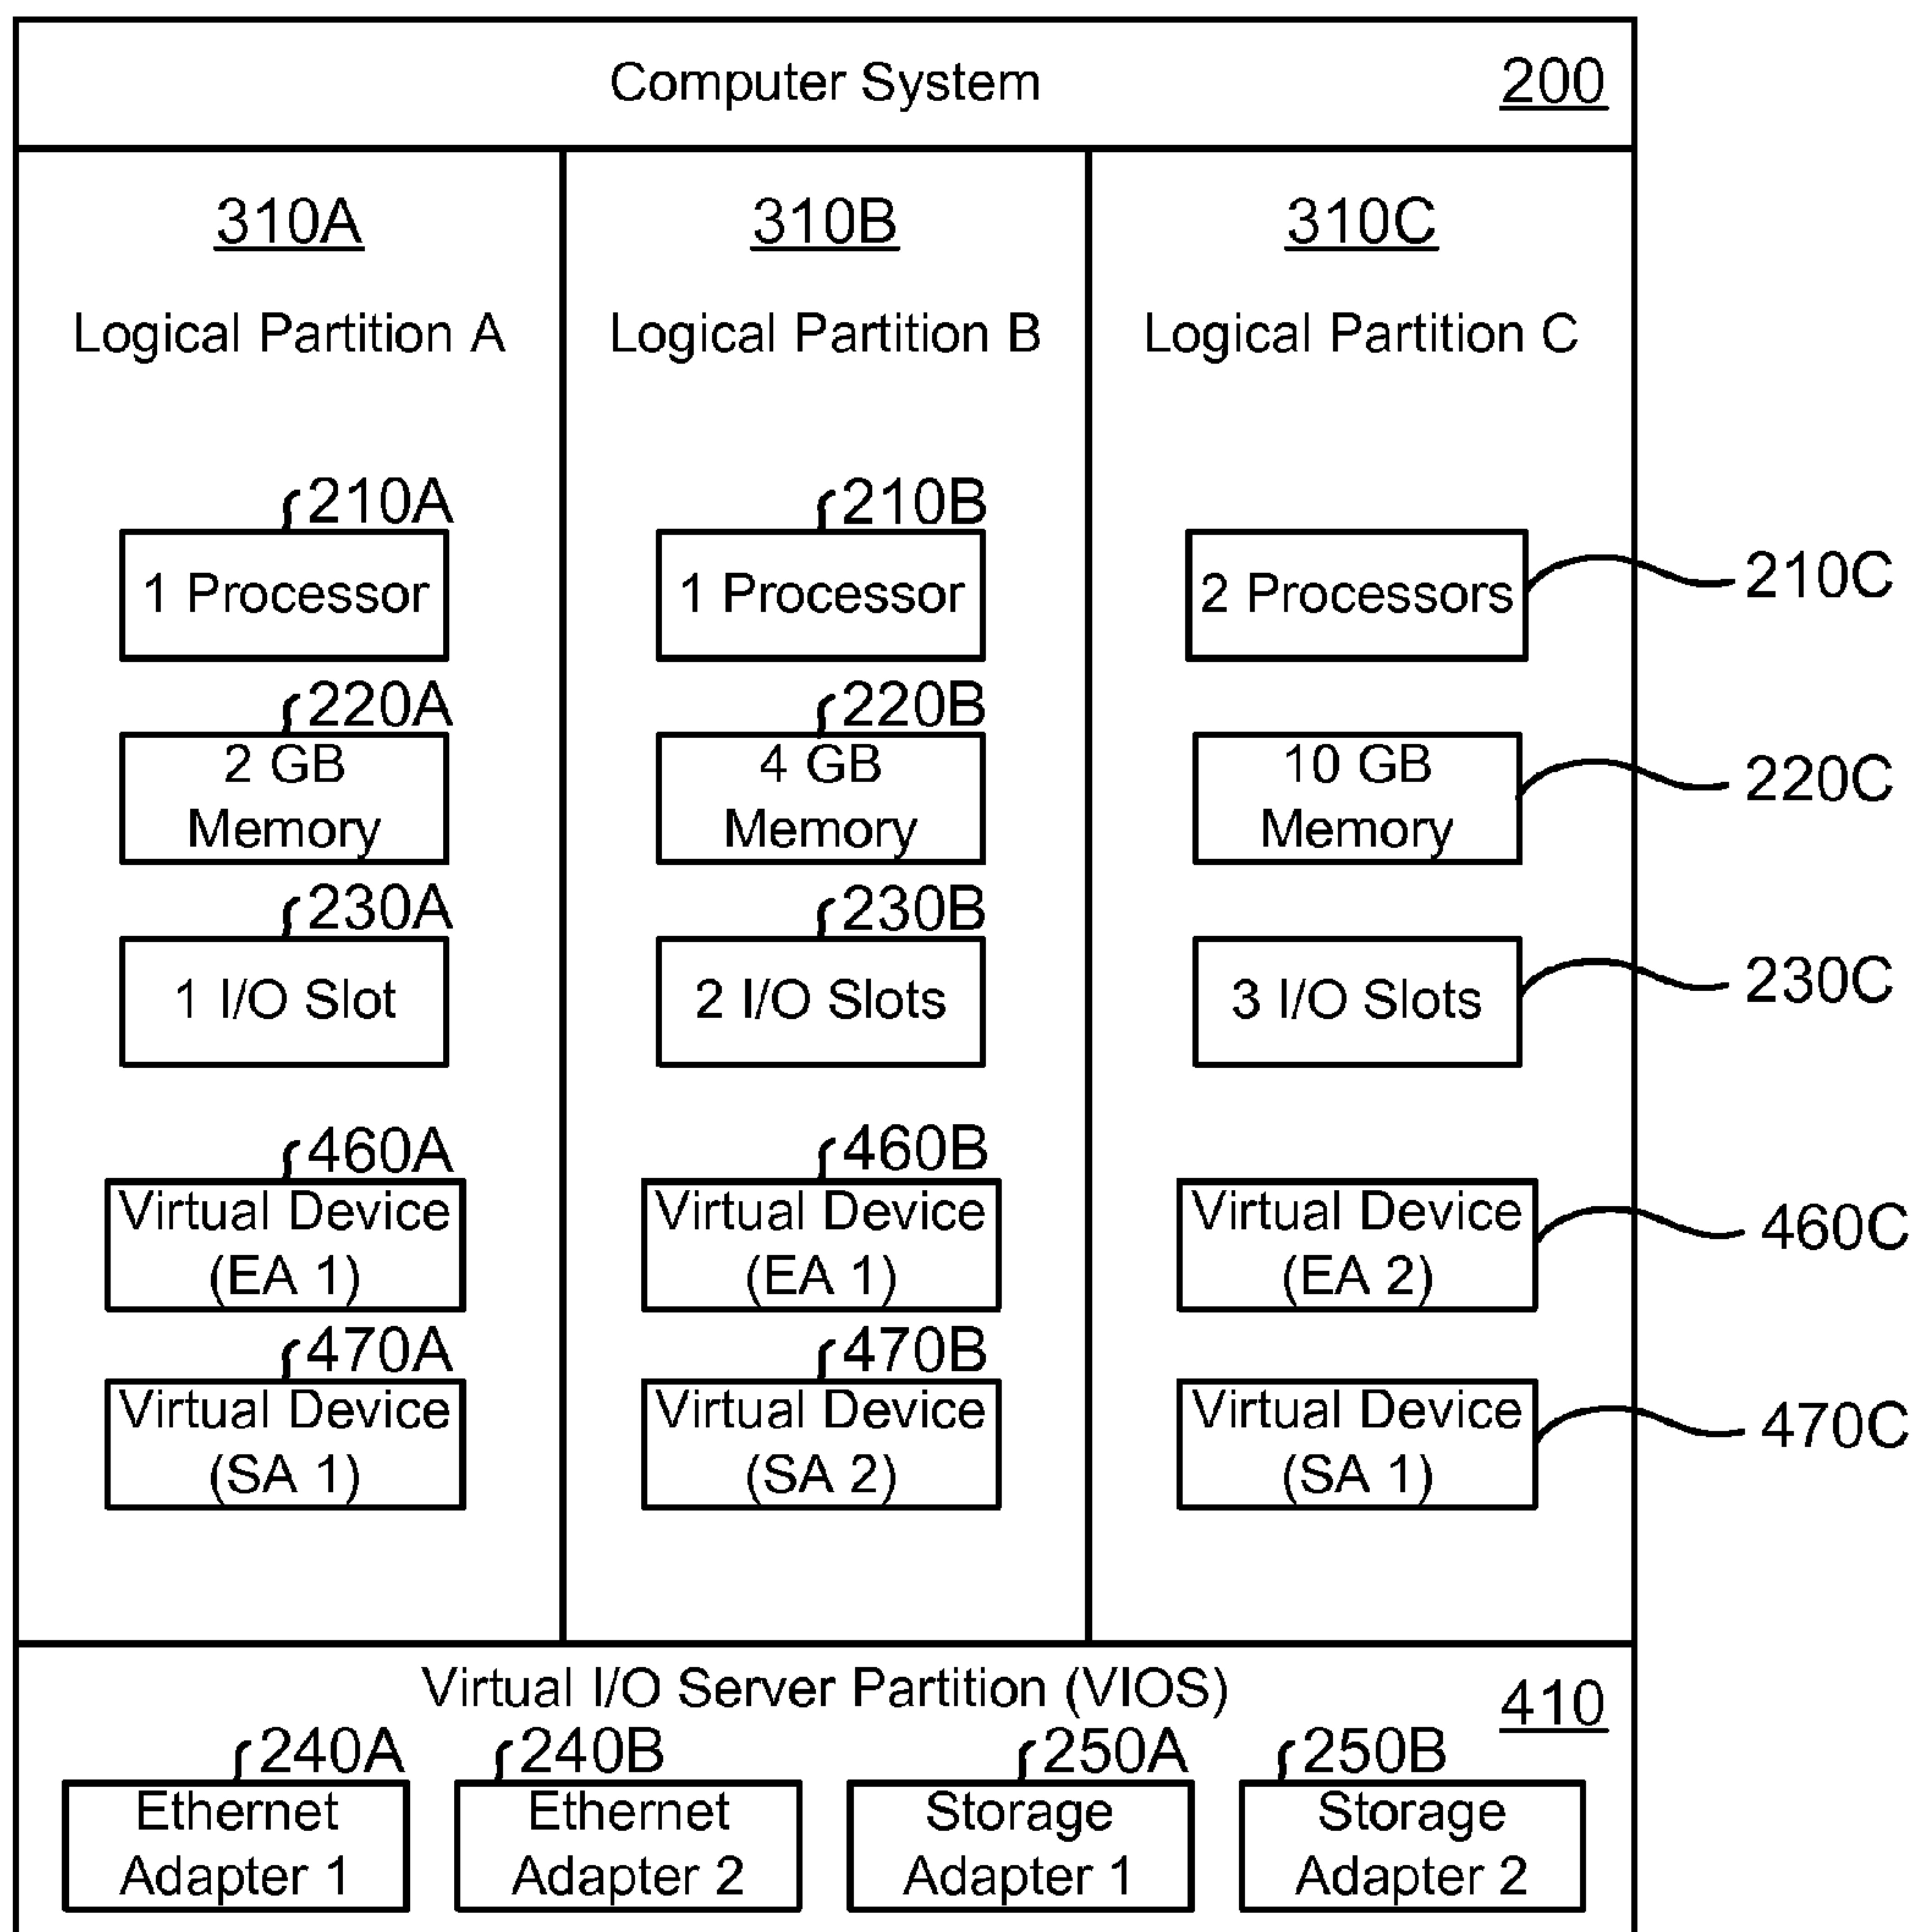 Computer System 200
310A 310B 310C
Logical Partition A Logical Partition B Logical Partition C
210A 210B
1 Processor 1 Processor 2 Processors 210C
220A 220B
2 GB 4 GB 10 GB 220C
Memory Memory Memory
230A 230B
1 I/O Slot 2 I/O Slots 3 I/O Slots 230C
460A 460B
Virtual Device Virtual Device Virtual Device 460C
(EA 1) (EA 1) (EA 2)
470A 470B
Virtual Device Virtual Device Virtual Device 470C
(SA 1) (SA 2) (SA 1)
Virtual I/O Server Partition (VIOS) 410
240A 240B 250A 250B
Ethernet Ethernet Storage Storage
Adapter 1 Adapter 2 Adapter 1 Adapter 2